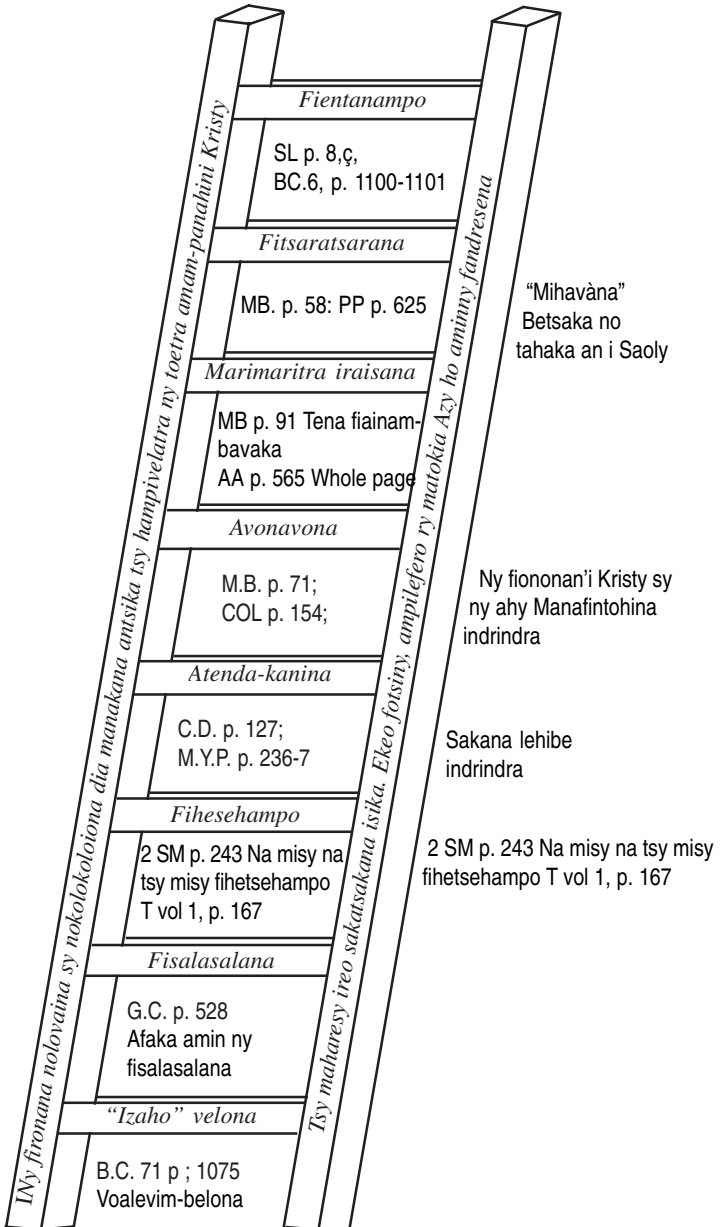 Fientanampo
SL p. 8,ç,
BC.6, p. 1100-1101
Fitsaratsarana
MB. p. 58: PP p. 625
“Mihavàna”
Betsaka no
tahaka an i Saoly
Marimaritra iraisana
MB p. 91 Tena fiainam-
bavaka
AA p. 565 Whole page
Avonavona
M.B. p. 71;
COL p. 154;
Ny fiononan’i Kristy sy
ny ahy Manafintohina
indrindra
Atenda-kanina
C.D. p. 127;
M.Y.P. p. 236-7
Sakana lehibe
indrindra
Fihesehampo
2 SM p. 243 Na misy na
tsy misy fihetsehampo
T vol 1, p. 167
2 SM p. 243 Na misy na tsy misy
fihetsehampo T vol 1, p. 167
Fisalasalana
G.C. p. 528
Afaka amin ny
fisalasalana
“Izaho” velona
B.C. 71 p ; 1075
Voalevim-belona
INy fironana nolovaina sy nokolokoloiona dia manakana antsika tsy hampivelatra ny toetra amam-panahini Kristy
Tsy maharesy ireo sakatsakana isika. Ekeo fotsiny, ampilefero ry matokia Azy ho aminny fandresena